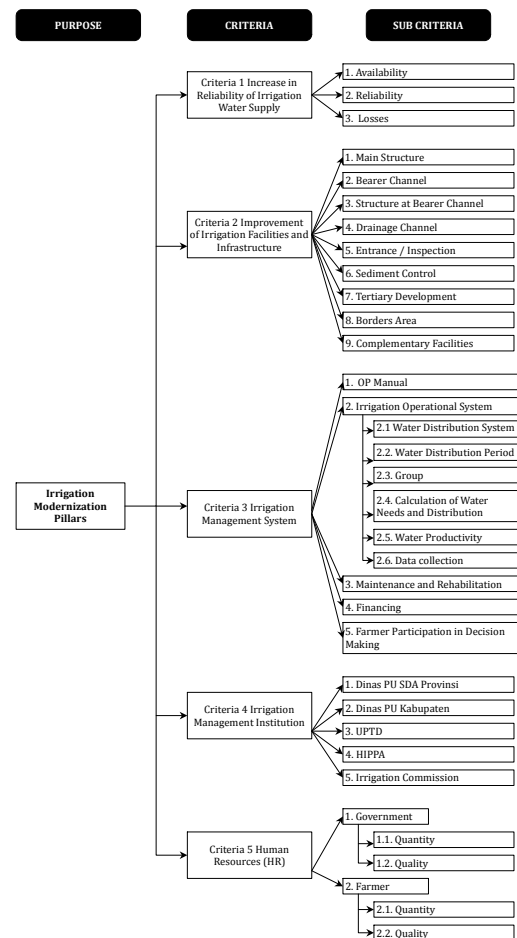 PURPOSE
CRITERIA
SUB CRITERIA
Irrigation
Modernization
Pillars
Criteria 1 Increase in
Reliability of Irrigation
Water Supply
1. Availability
2. Reliability
3. Losses
Criteria 2 Improvement
of Irrigation Facilities and
Infrastructure
1. Main Structure
2. Bearer Channel
3. Structure at Bearer Channel
4. Drainage Channel
5. Entrance / Inspection
6. Sediment Control
7. Tertiary Development
8. Borders Area
9. Complementary Facilities
Criteria 3 Irrigation
Management System
1. OP Manual
2. Irrigation Operational System
2.1 Water Distribution System
2.2. Water Distribution Period
2.3. Group
2.4. Calculation of Water
Needs and Distribution
2.5. Water Productivity
2.6. Data collection
3. Maintenance and Rehabilitation
4. Financing
5. Farmer Participation in Decision
Making
Criteria 4 Irrigation
Management Institution
1. Dinas PU SDA Provinsi
2. Dinas PU Kabupaten
3. UPTD
4. HIPPA
5. Irrigation Commission
Criteria 5 Human
Resources (HR)
1. Government
1.1. Quantity
1.2. Quality
2. Farmer
2.1. Quantity
2.2. Quality